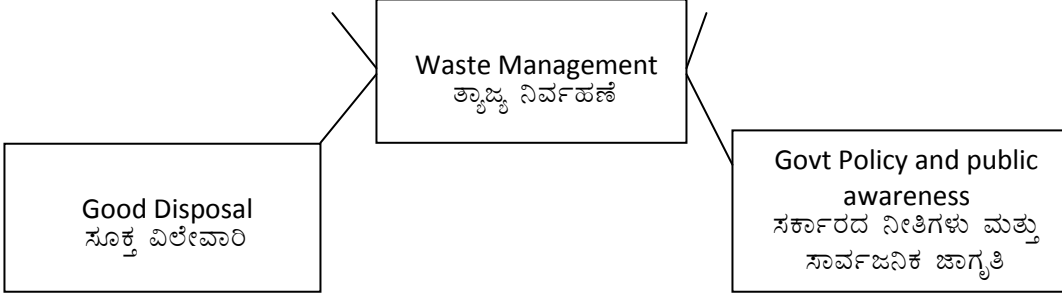 Waste Management
ತ್ಯಾಜ್ಯ ನಿರ್ವಹಣೆ
Good Disposal
ಸೂಕ್ತ ವಿಲೇವಾರಿ
Govt Policy and public
awareness
ಸರ್ಕಾರದ ನೀತಿಗಳು ಮತ್ತು
ಸಾರ್ವಜನಿಕ ಜಾಗೃತಿ